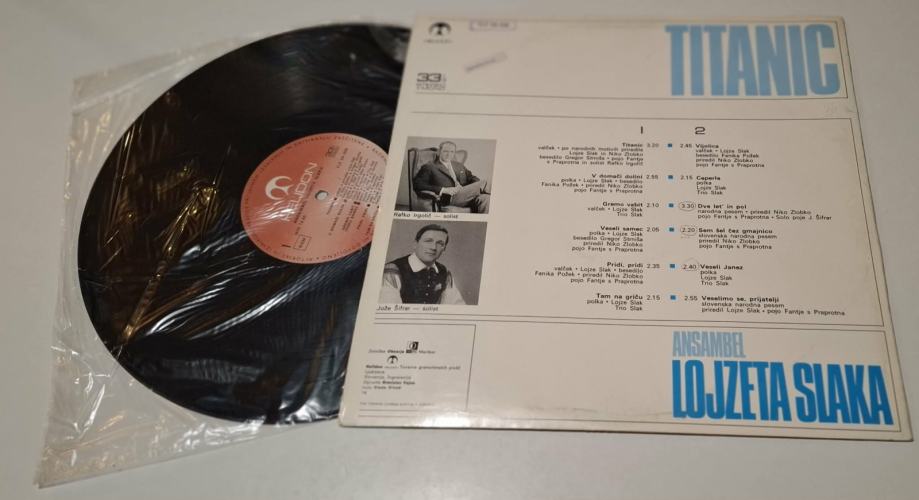 TITANIC
HELIDON
33
1 2
Titanic 3.20
valček • po narodnih motivih priredila
Lojze Slak in Niko Zlobko
besedilo Gregor Strniša • pojo Fantje
s Praprotna in solist Rafko Irgolič
V domači dolini 2.55
polka • Lojze Slak • besedilo
Fanika Požek • priredil Niko Zlobko
pojo Fantje s Praprotna
Gremo vabit 2.10
valček • Lojze Slak
Trio Slak
Veseli samec 2.05
polka • Lojze Slak
besedilo Gregor Strniša
priredil Niko Zlobko
pojo Fantje s Praprotna
Pridi, pridi 2.35
valček • Lojze Slak • besedilo
Fanika Požek • priredil Niko Zlobko
pojo Fantje s Praprotna
Tam na griču 2.15
polka • Lojze Slak
Trio Slak
2.45 Vijolica
valček • Lojze Slak
besedilo Fanika Požek
priredil Niko Zlobko
pojo Fantje s Praprotna
2.15 Čeperle
polka
Lojze Slak
Trio Slak
3.30 Dve let' in pol
narodna pesem • priredil Niko Zlobko
pojo Fantje s Praprotna • Solo poje J. Šifrar
2.20 Sem šel čez gmajnico
slovenska narodna pesem
priredil Niko Zlobko
pojo Fantje s Praprotna
2.40 Veseli Janez
polka
Lojze Slak
Trio Slak
2.55 Veselimo se, prijatelji
slovenska narodna pesem
priredil Lojze Slak • pojo Fantje s Praprotna
Rafko Irgolič — solist
Jože Šifrar — solist
ANSAMBEL
LOJZETA SLAKA
HELIDON